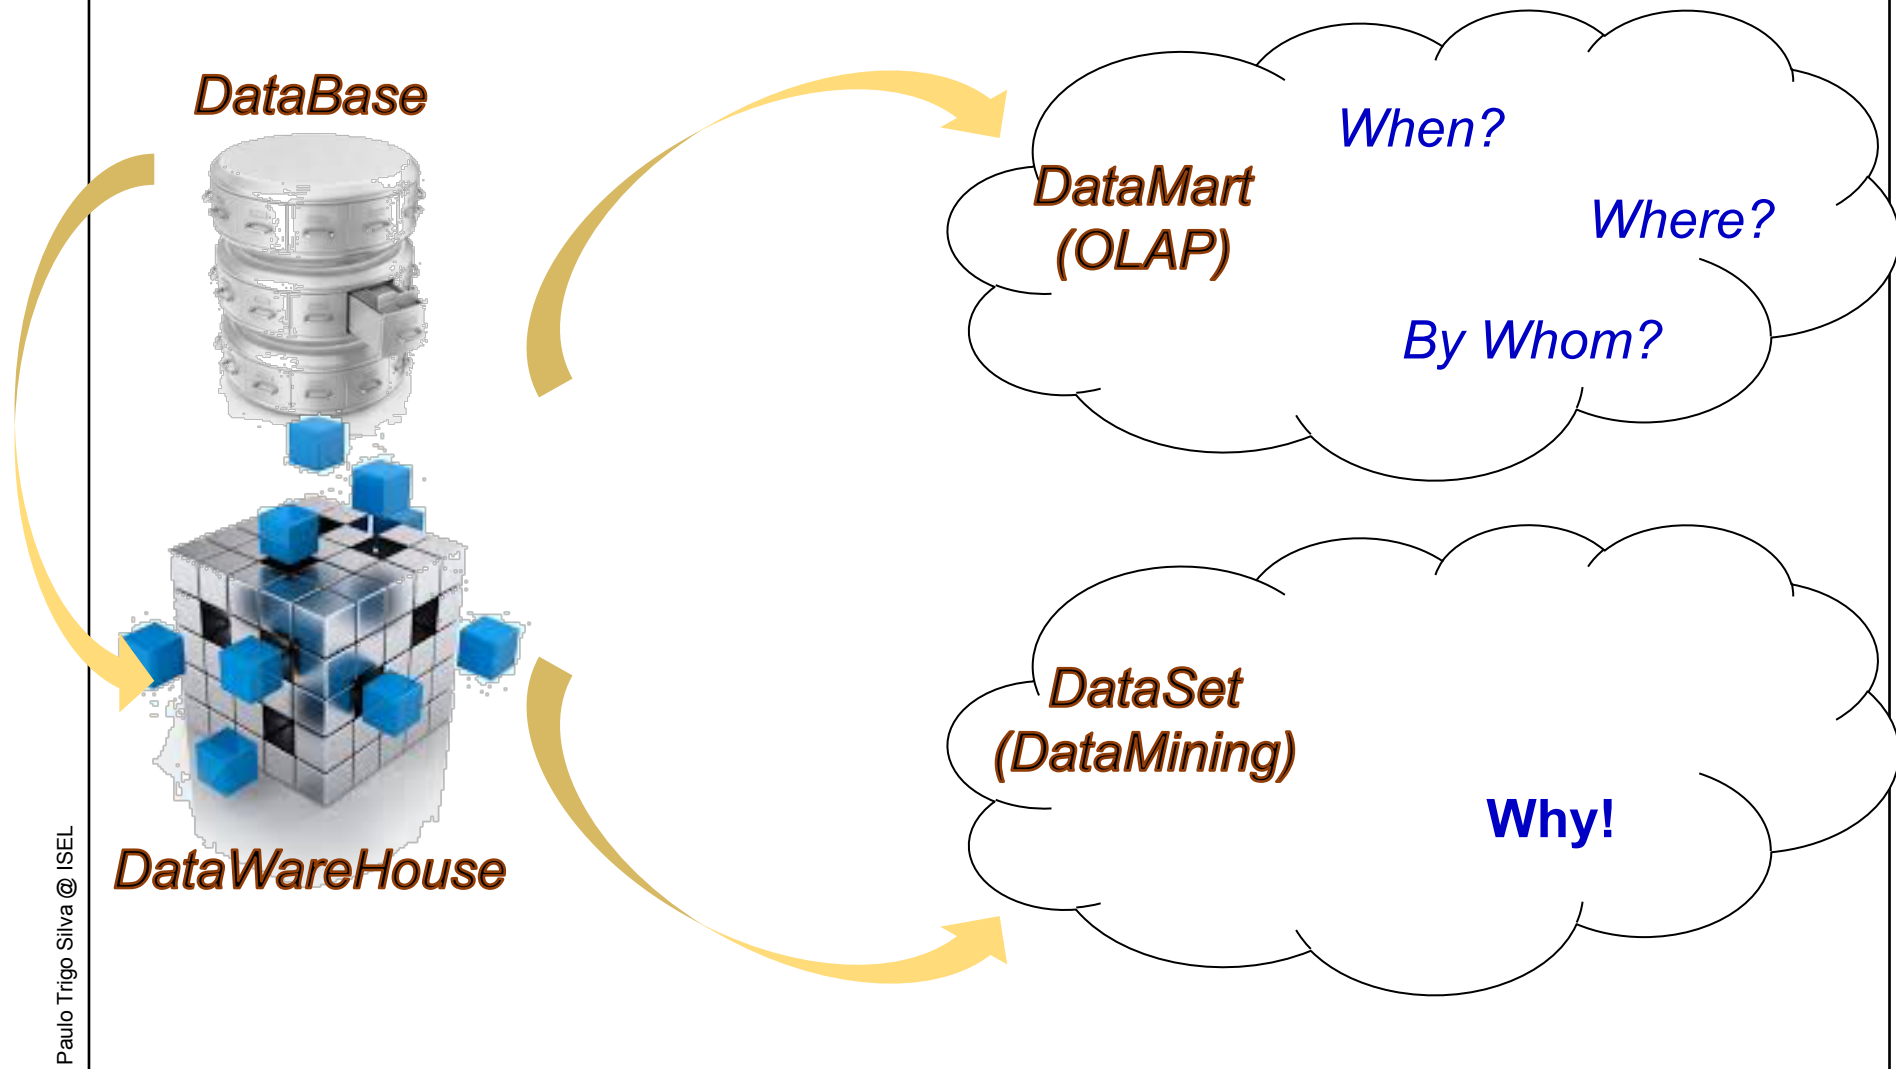 DataBase
DataWareHouse
DataMart
(OLAP)
When?
Where?
By Whom?
DataSet
(DataMining)
Why!
Paulo Trigo Silva @ ISEL